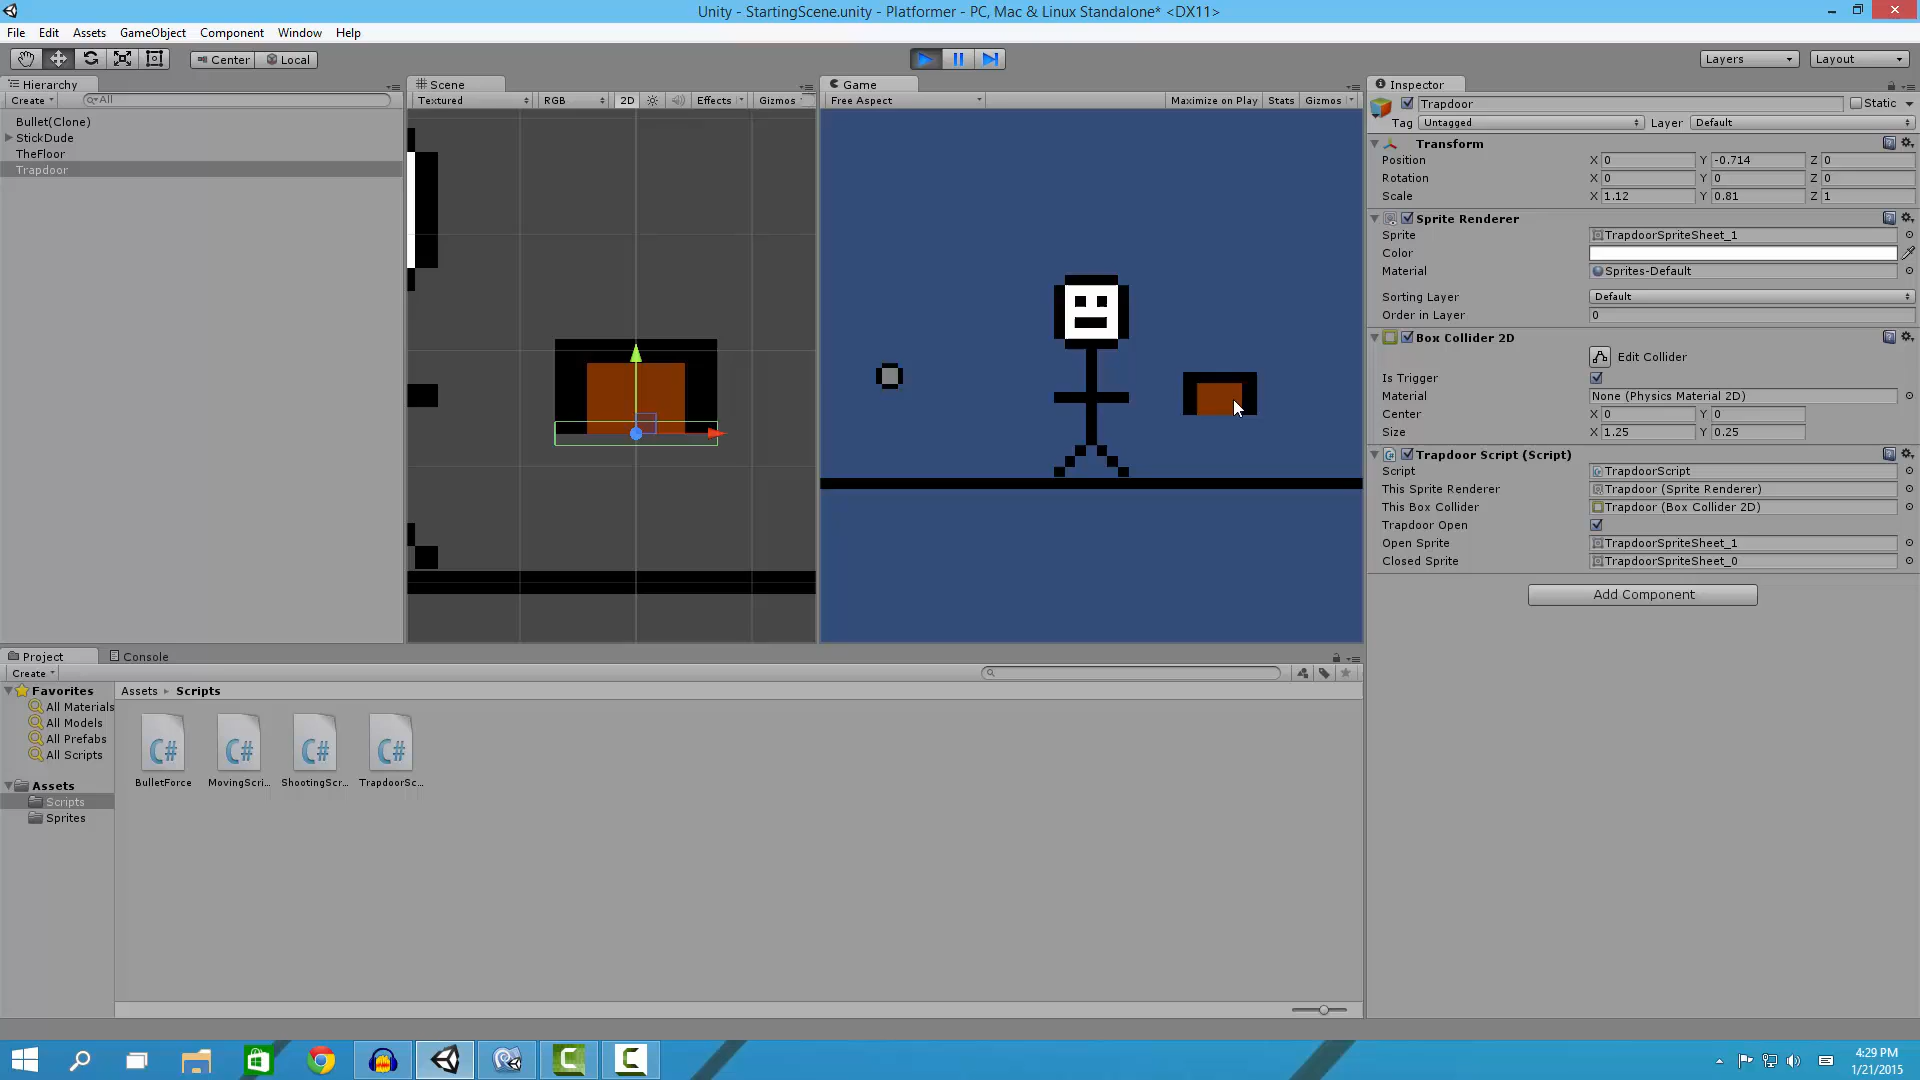 Unity - StartingScene.unity - Platformer - PC, Mac & Linux Standalone* <DX11>
File Edit Assets GameObject Component Window Help
Center Local Layers Layout
Hierarchy
Create All
Bullet(Clone)
StickDude
TheFloor
Trapdoor
Scene
Textured RGB 2D Effects Gizmos
Game
Free Aspect Maximize on Play Stats Gizmos
Inspector
Trapdoor Static
Tag Untagged Layer Default
Transform
Position X 0 Y -0.714 Z 0
Rotation X 0 Y 0 Z 0
Scale X 1.12 Y 0.81 Z 1
Sprite Renderer
Sprite TrapdoorSpriteSheet_1
Color
Material Sprites-Default
Sorting Layer Default
Order in Layer 0
Box Collider 2D
Edit Collider
Is Trigger
Material None (Physics Material 2D)
Center X 0 Y 0
Size X 1.25 Y 0.25
Trapdoor Script (Script)
Script TrapdoorScript
This Sprite Renderer Trapdoor (Sprite Renderer)
This Box Collider Trapdoor (Box Collider 2D)
Trapdoor Open
Open Sprite TrapdoorSpriteSheet_1
Closed Sprite TrapdoorSpriteSheet_0
Add Component
Project Console
Create
Favorites
All Materials
All Models
All Prefabs
All Scripts
Assets
Scripts
Sprites
Assets Scripts
C# C# C# C#
BulletForce MovingScri... ShootingScr... TrapdoorSc...
4:29 PM
1/21/2015